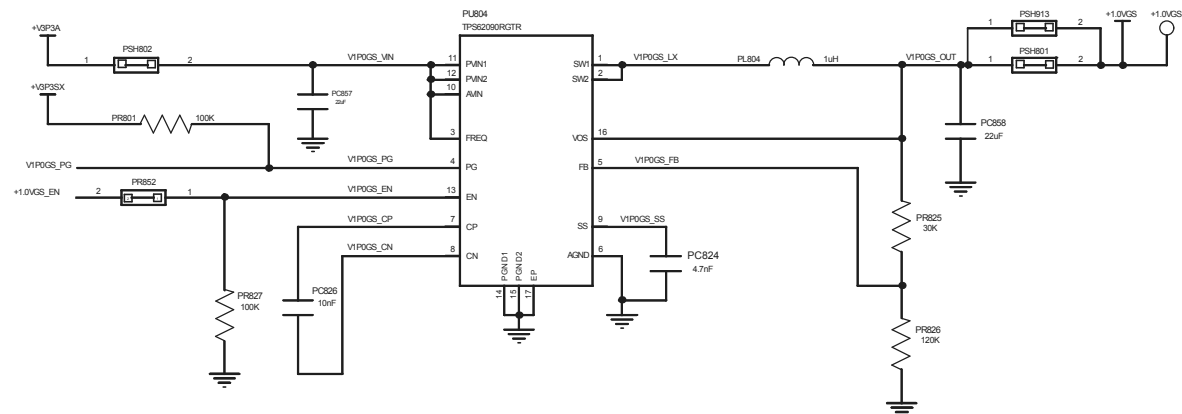 PU804
TPS62090RGTR
+V3P3A
1
PSH802
2
V1P0GS_VIN
PC857
22uF
+V3P3SX
PR801
100K
V1P0GS_PG
V1P0GS_PG
+1.0VGS_EN
2
PR852
1
V1P0GS_EN
V1P0GS_CP
V1P0GS_CN
PR827
100K
PC826
10nF
11
PVIN1
12
PVIN2
10
AVIN
3
FREQ
4
PG
13
EN
7
CP
8
CN
PGND1
PGND2
EP
14
15
17
SW1
1
SW2
2
VOS
16
FB
5
SS
9
AGND
6
V1P0GS_LX
PL804
1uH
V1P0GS_OUT
V1P0GS_FB
V1P0GS_SS
PC824
4.7nF
1
PSH913
2
1
PSH801
2
+1.0VGS
+1.0VGS
PC858
22uF
PR825
30K
PR826
120K